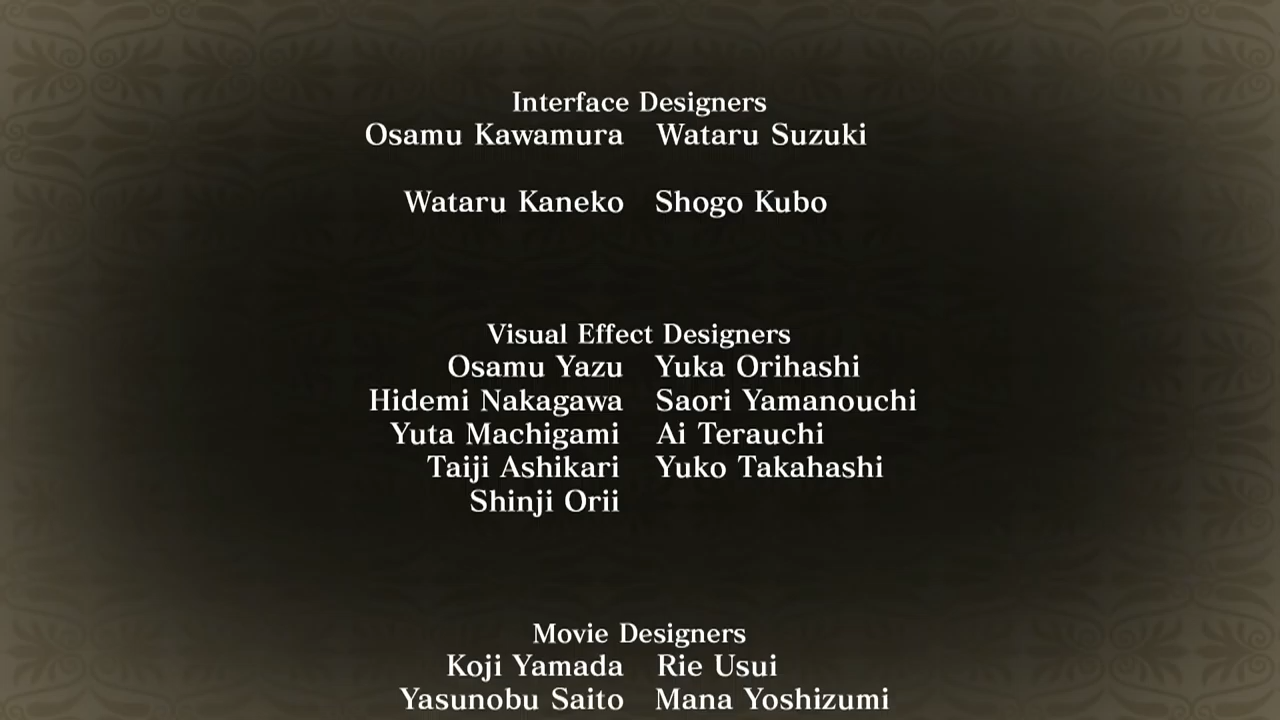 Interface Designers
Osamu Kawamura Wataru Suzuki
Wataru Kaneko Shogo Kubo
Visual Effect Designers
Osamu Yazu Yuka Orihashi
Hidemi Nakagawa Saori Yamanouchi
Yuta Machigami Ai Terauchi
Taiji Ashikari Yuko Takahashi
Shinji Orii
Movie Designers
Koji Yamada Rie Usui
Yasunobu Saito Mana Yoshizumi